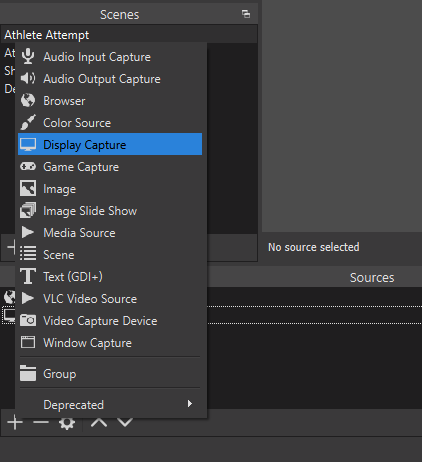 Scenes
Athlete Attempt
At
Sh
De
Audio Input Capture
Audio Output Capture
Browser
Color Source
Display Capture
Game Capture
Image
Image Slide Show
Media Source
Scene
Text (GDI+)
VLC Video Source
Video Capture Device
Window Capture
Group
Deprecated
No source selected
Sources